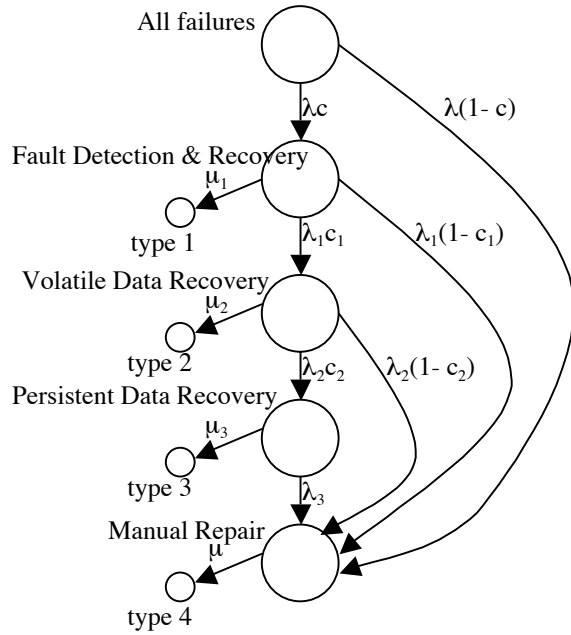 All failures
λc
λ(1- c)
Fault Detection & Recovery
μ₁
type 1
λ₁c₁
λ₁(1- c₁)
Volatile Data Recovery
μ₂
type 2
λ₂c₂
λ₂(1- c₂)
Persistent Data Recovery
μ₃
type 3
λ₃
Manual Repair
μ
type 4